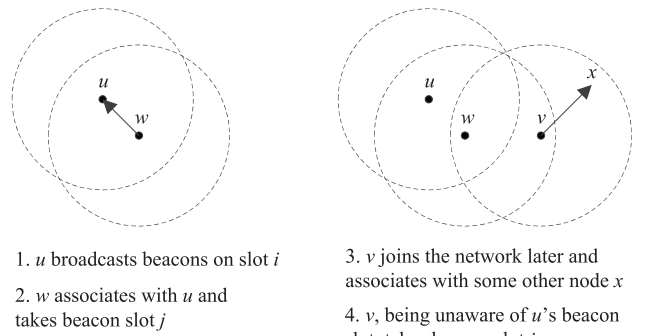 u
w
1. u broadcasts beacons on slot i
2. w associates with u and
takes beacon slot j
u
w
v
x
3. v joins the network later and
associates with some other node x
4. v, being unaware of u's beacon